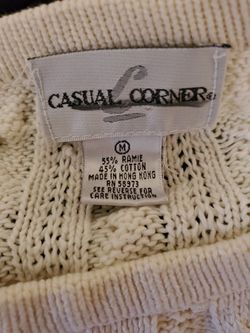 CASUAL CORNER®
M
55% RAMIE
45% COTTON
MADE IN HONG KONG
RN 58973
SEE REVERSE FOR
CARE INSTRUCTION